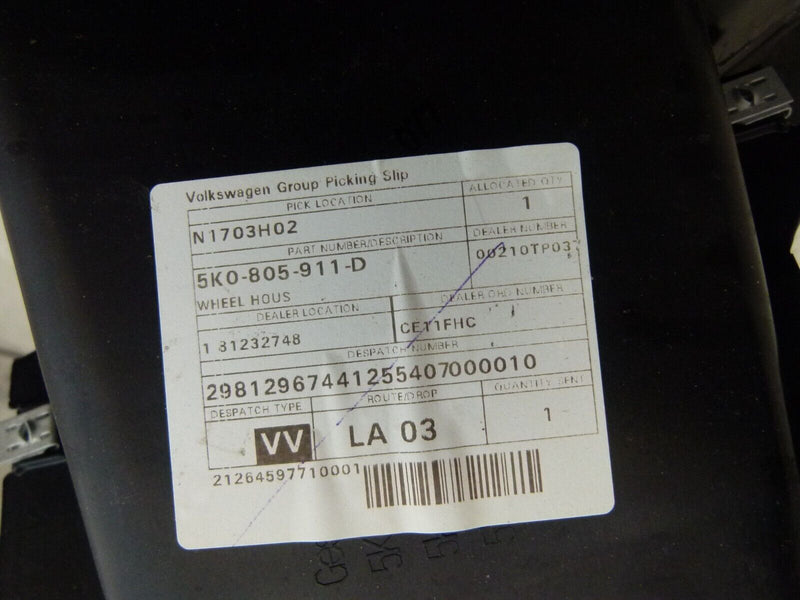 Volkswagen Group Picking Slip
PICK LOCATION
ALLOCATED QTY
N1703H02
1
PART NUMBER/DESCRIPTION
DEALER NUMBER
5K0-805-911-D
00210TP03
WHEEL HOUS
DEALER LOCATION
DEALER ORD NUMBER
1 81232748
CE11FHC
DESPATCH NUMBER
29812967441255407000010
DESPATCH TYPE
ROUTE/DROP
QUANTITY SENT
VV
LA 03
1
21264597710001